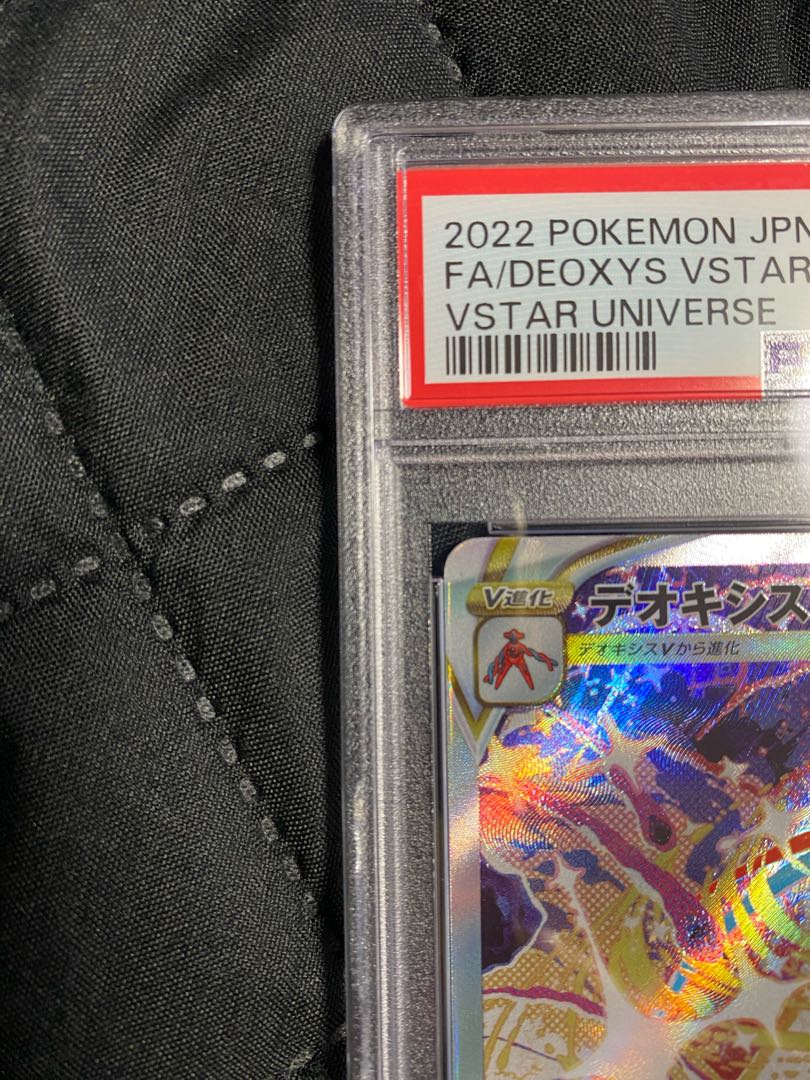 2022 POKEMON JPN
FA/DEOXYS VSTAR
VSTAR UNIVERSE
V進化
デオキシス
デオキシスVから進化